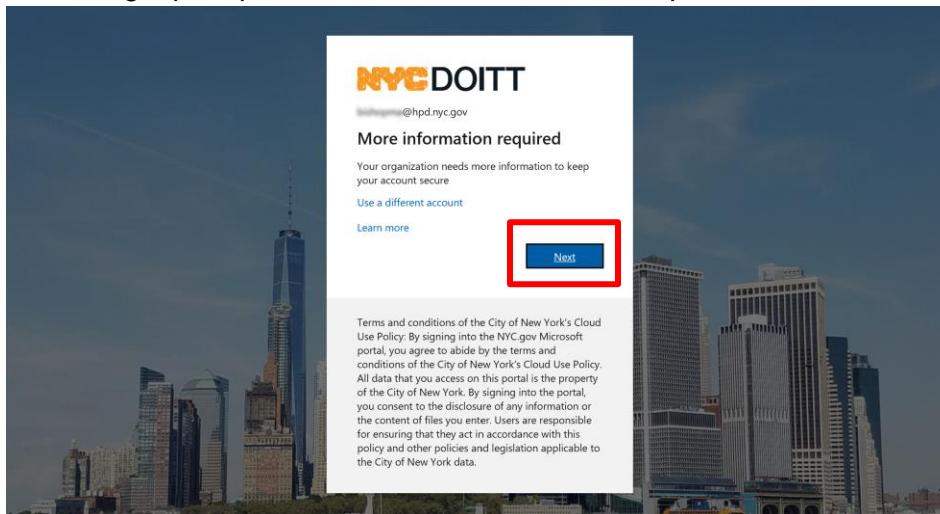 NYC DOITT
@hpd.nyc.gov
More information required
Your organization needs more information to keep
your account secure
Use a different account
Learn more
Next
Terms and conditions of the City of New York's Cloud
Use Policy: By signing into the NYC.gov Microsoft
portal, you agree to abide by the terms and
conditions of the City of New York's Cloud Use Policy.
All data that you access on this portal is the property
of the City of New York. By signing into the portal,
you consent to the disclosure of any information or
the content of files you enter. Users are responsible
for ensuring that they act in accordance with this
policy and other policies and legislation applicable to
the City of New York data.